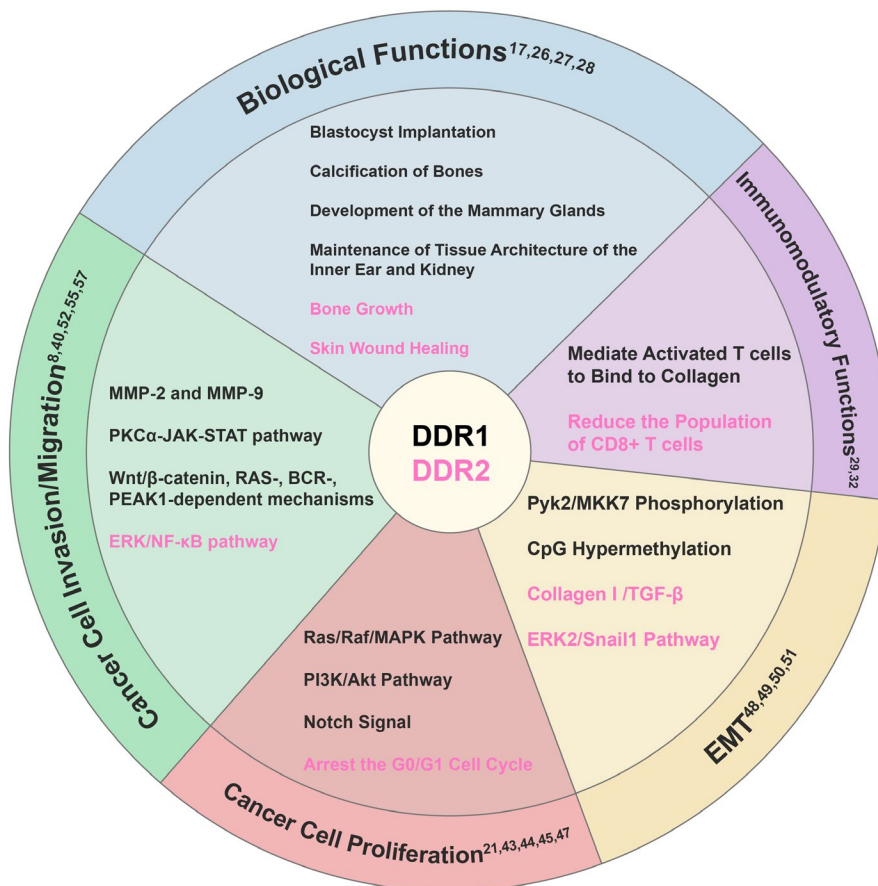 Biological Functions17,26,27,28
Blastocyst Implantation
Calcification of Bones
Development of the Mammary Glands
Maintenance of Tissue Architecture of the
Inner Ear and Kidney
Bone Growth
Skin Wound Healing
Immunomodulatory Functions29,32
Mediate Activated T cells
to Bind to Collagen
Reduce the Population
of CD8+ T cells
DDR1
DDR2
Cancer Cell Invasion/Migration8,40,52,55,57
MMP-2 and MMP-9
PKCα-JAK-STAT pathway
Wnt/β-catenin, RAS-, BCR-,
PEAK1-dependent mechanisms
ERK/NF-κB pathway
Pyk2/MKK7 Phosphorylation
CpG Hypermethylation
Collagen I /TGF-β
ERK2/Snail1 Pathway
EMT48,49,50,51
Ras/Raf/MAPK Pathway
PI3K/Akt Pathway
Notch Signal
Arrest the G0/G1 Cell Cycle
Cancer Cell Proliferation21,43,44,45,47